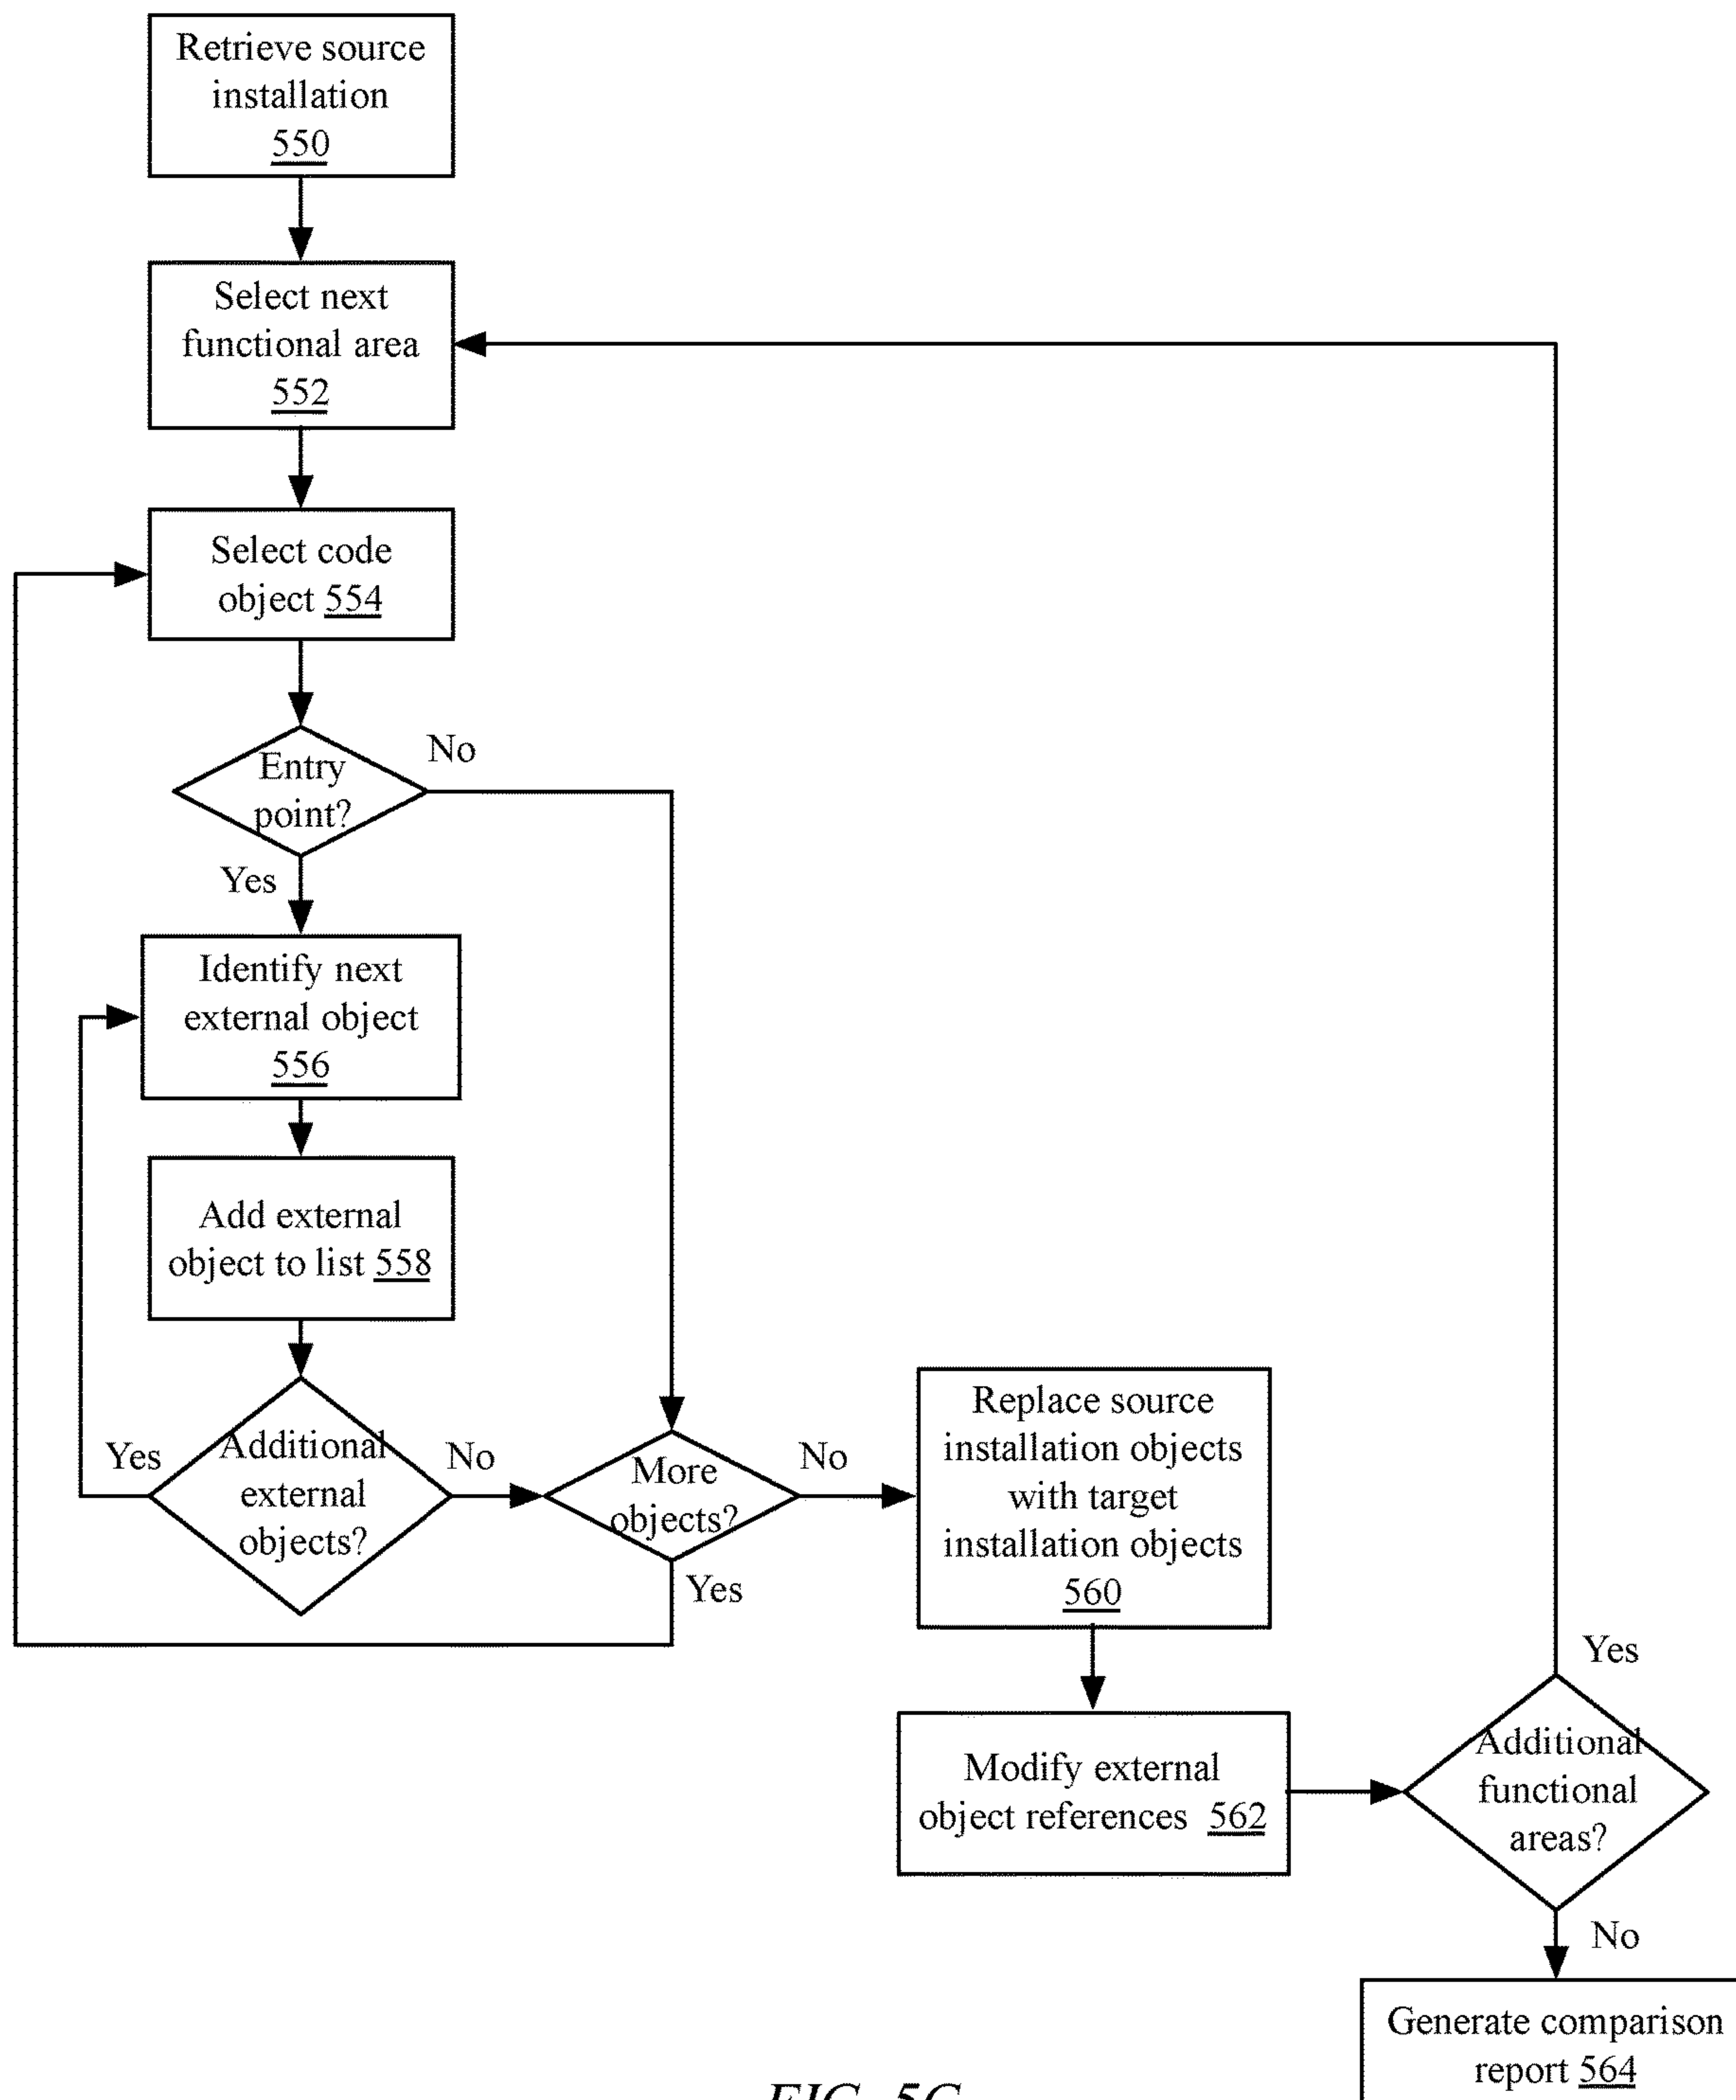 Retrieve source
installation
550
Select next
functional area
552
Select code
object 554
Entry
point?
No
Yes
Identify next
external object
556
Add external
object to list 558
Additional
external
objects?
Yes
No
More
objects?
No
Yes
Replace source
installation objects
with target
installation objects
560
Modify external
object references 562
Additional
functional
areas?
Yes
No
Generate comparison
report 564
FIG. 5C